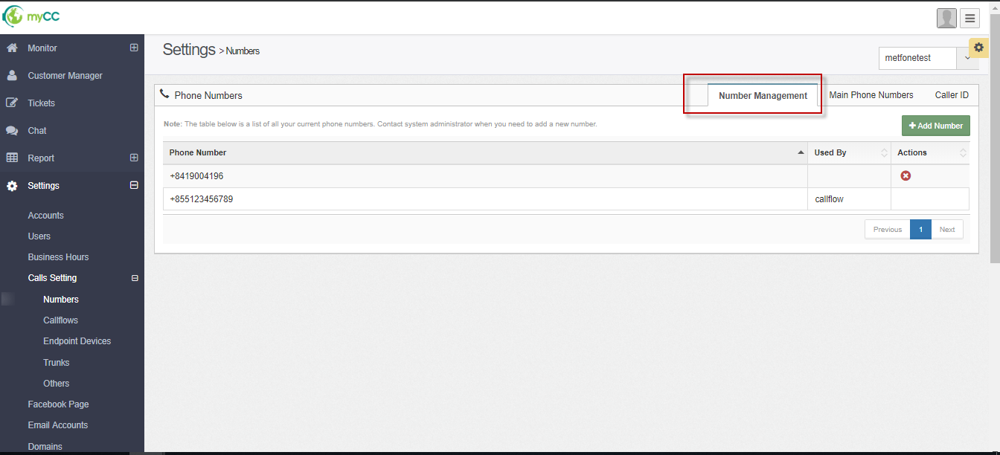 myCC
Monitor
Customer Manager
Tickets
Chat
Report
Settings
Accounts
Users
Business Hours
Calls Setting
Numbers
Callflows
Endpoint Devices
Trunks
Others
Facebook Page
Email Accounts
Domains
Settings > Numbers
metfonetest
Phone Numbers
Number Management
Main Phone Numbers
Caller ID
Note: The table below is a list of all your current phone numbers. Contact system administrator when you need to add a new number.
Add Number
Phone Number Used By Actions
+8419004196
+855123456789 callflow
Previous 1 Next